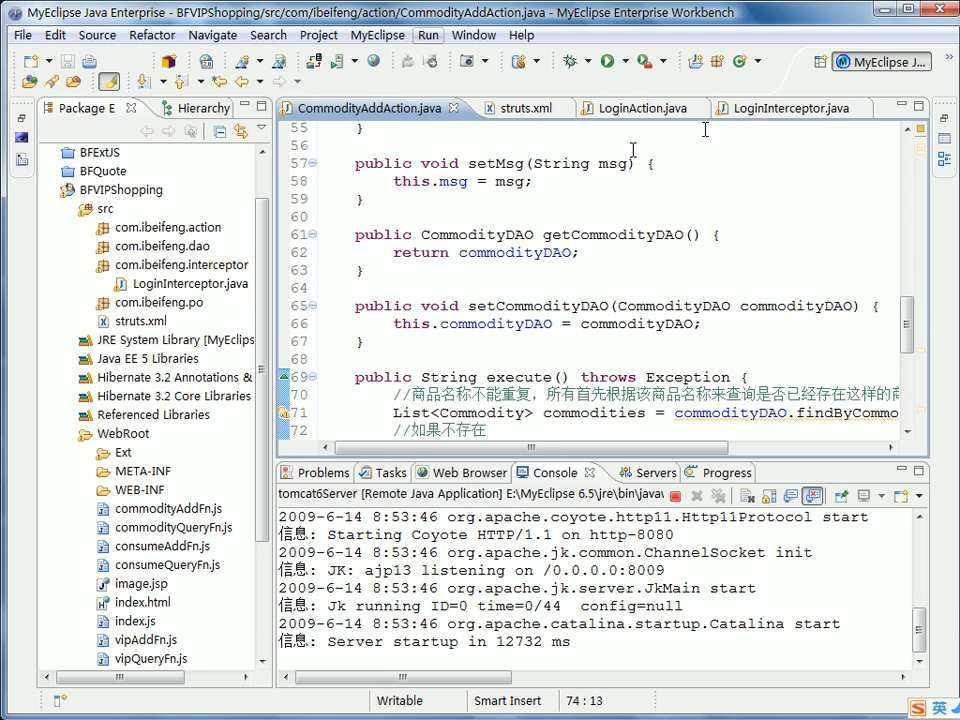 Java Enterprise - BFVIPShopping/src/com/ibeifeng/action/CommodityAddAction.java - MyEclipse Enterprise Workbench
File Edit Source Refactor Navigate Search Project MyEclipse Run Window Help
MyEclipse J...
Package E
Hierarchy
CommodityAddAction.java
struts.xml
LoginAction.java
LoginInterceptor.java
BFExtJS
BFQuote
BFVIPShopping
src
com.ibeifeng.action
com.ibeifeng.dao
com.ibeifeng.interceptor
LoginInterceptor.java
com.ibeifeng.po
struts.xml
JRE System Library [MyEclips
Java EE 5 Libraries
Hibernate 3.2 Annotations &
Hibernate 3.2 Core Libraries
Referenced Libraries
WebRoot
Ext
META-INF
WEB-INF
commodityAddFn.js
commodityQueryFn.js
consumeAddFn.js
consumeQueryFn.js
image.jsp
index.html
index.js
vipAddFn.js
vipQueryFn.js
55 }
56
57 public void setMsg(String msg) {
58 this.msg = msg;
59 }
60
61 public CommodityDAO getCommodityDAO() {
62 return commodityDAO;
63 }
64
65 public void setCommodityDAO(CommodityDAO commodityDAO) {
66 this.commodityDAO = commodityDAO;
67 }
68
69 public String execute() throws Exception {
70 //商品名称不能重复，所有首先根据该商品名称来查询是否已经存在这样的商
71 List<Commodity> commodities = commodityDAO.findByCommo
72 //如果不存在
Problems Tasks Web Browser Console Servers Progress
tomcat6Server [Remote Java Application] E:\MyEclipse 6.5\jre\bin\javaw
2009-6-14 8:53:46 org.apache.coyote.http11.Http11Protocol start
信息: Starting Coyote HTTP/1.1 on http-8080
2009-6-14 8:53:46 org.apache.jk.common.ChannelSocket init
信息: JK: ajp13 listening on /0.0.0.0:8009
2009-6-14 8:53:46 org.apache.jk.server.JkMain start
信息: Jk running ID=0 time=0/44 config=null
2009-6-14 8:53:46 org.apache.catalina.startup.Catalina start
信息: Server startup in 12732 ms
Writable
Smart Insert
74 : 13
英